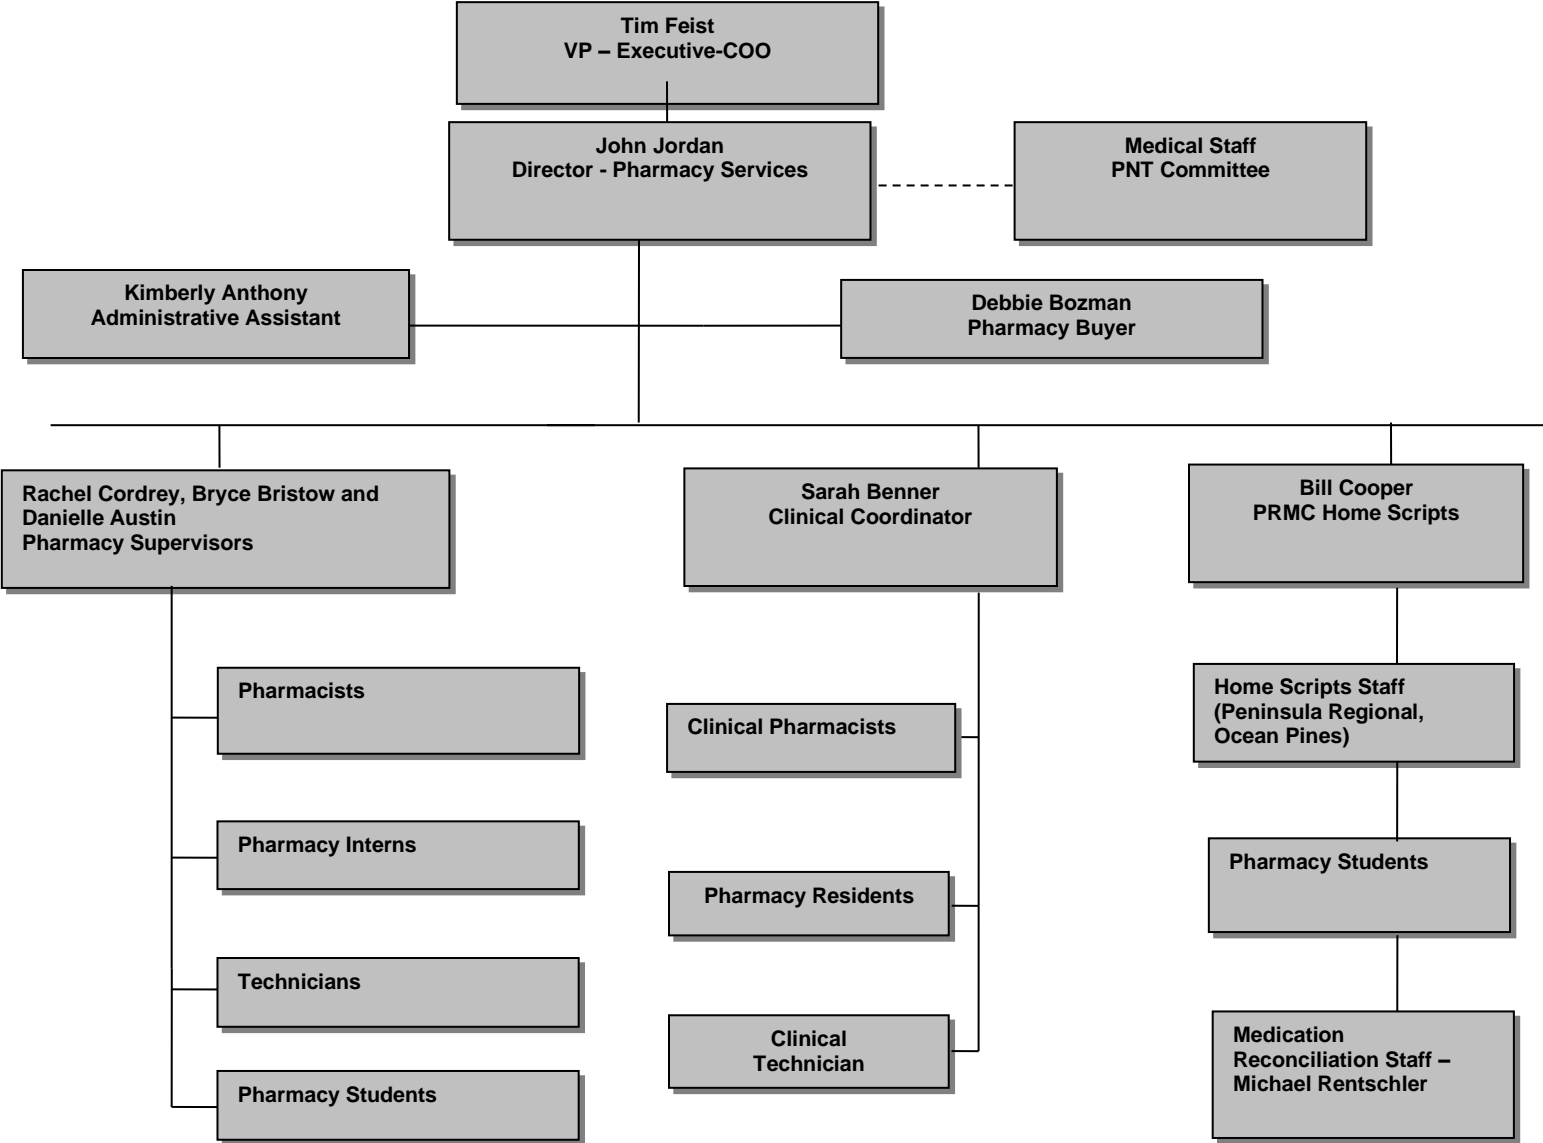 Tim Feist
VP – Executive-COO
John Jordan
Director - Pharmacy Services
Medical Staff
PNT Committee
Kimberly Anthony
Administrative Assistant
Debbie Bozman
Pharmacy Buyer
Rachel Cordrey, Bryce Bristow and
Danielle Austin
Pharmacy Supervisors
Sarah Benner
Clinical Coordinator
Bill Cooper
PRMC Home Scripts
Pharmacists
Pharmacy Interns
Technicians
Pharmacy Students
Clinical Pharmacists
Pharmacy Residents
Clinical
Technician
Home Scripts Staff
(Peninsula Regional,
Ocean Pines)
Pharmacy Students
Medication
Reconciliation Staff –
Michael Rentschler